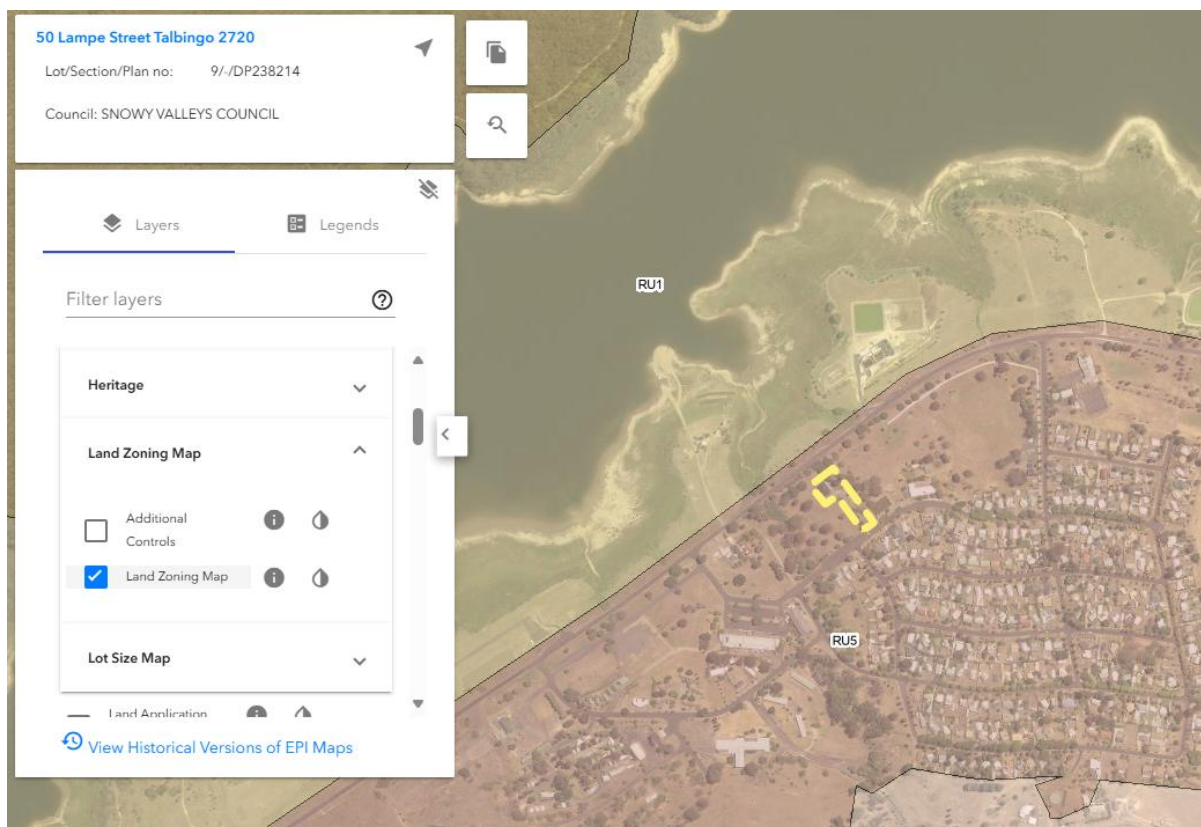 50 Lampe Street Talbingo 2720
Lot/Section/Plan no: 9/-/DP238214
Council: SNOWY VALLEYS COUNCIL
Layers
Legends
Filter layers
Heritage
Land Zoning Map
Additional
Controls
Land Zoning Map
Lot Size Map
Land Application
View Historical Versions of EPI Maps
RU1
RU5